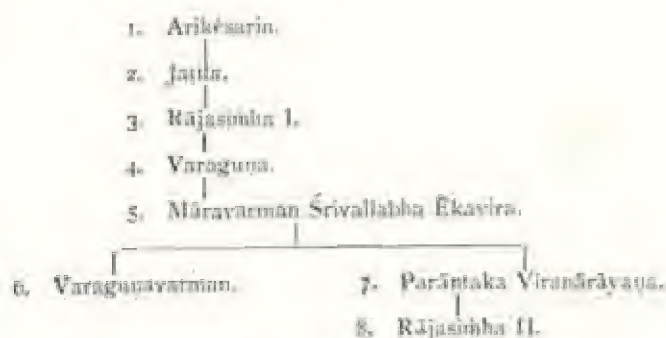 1. Arikēsarin.
2. Jaṭila.
3. Rājasiṁha I.
4. Varaguṇa.
5. Māravarman Śrīvallabha Ēkavīra.
6. Varaguṇavarman. 7. Parāntaka Vīranārāyaṇa.
8. Rājasiṁha II.